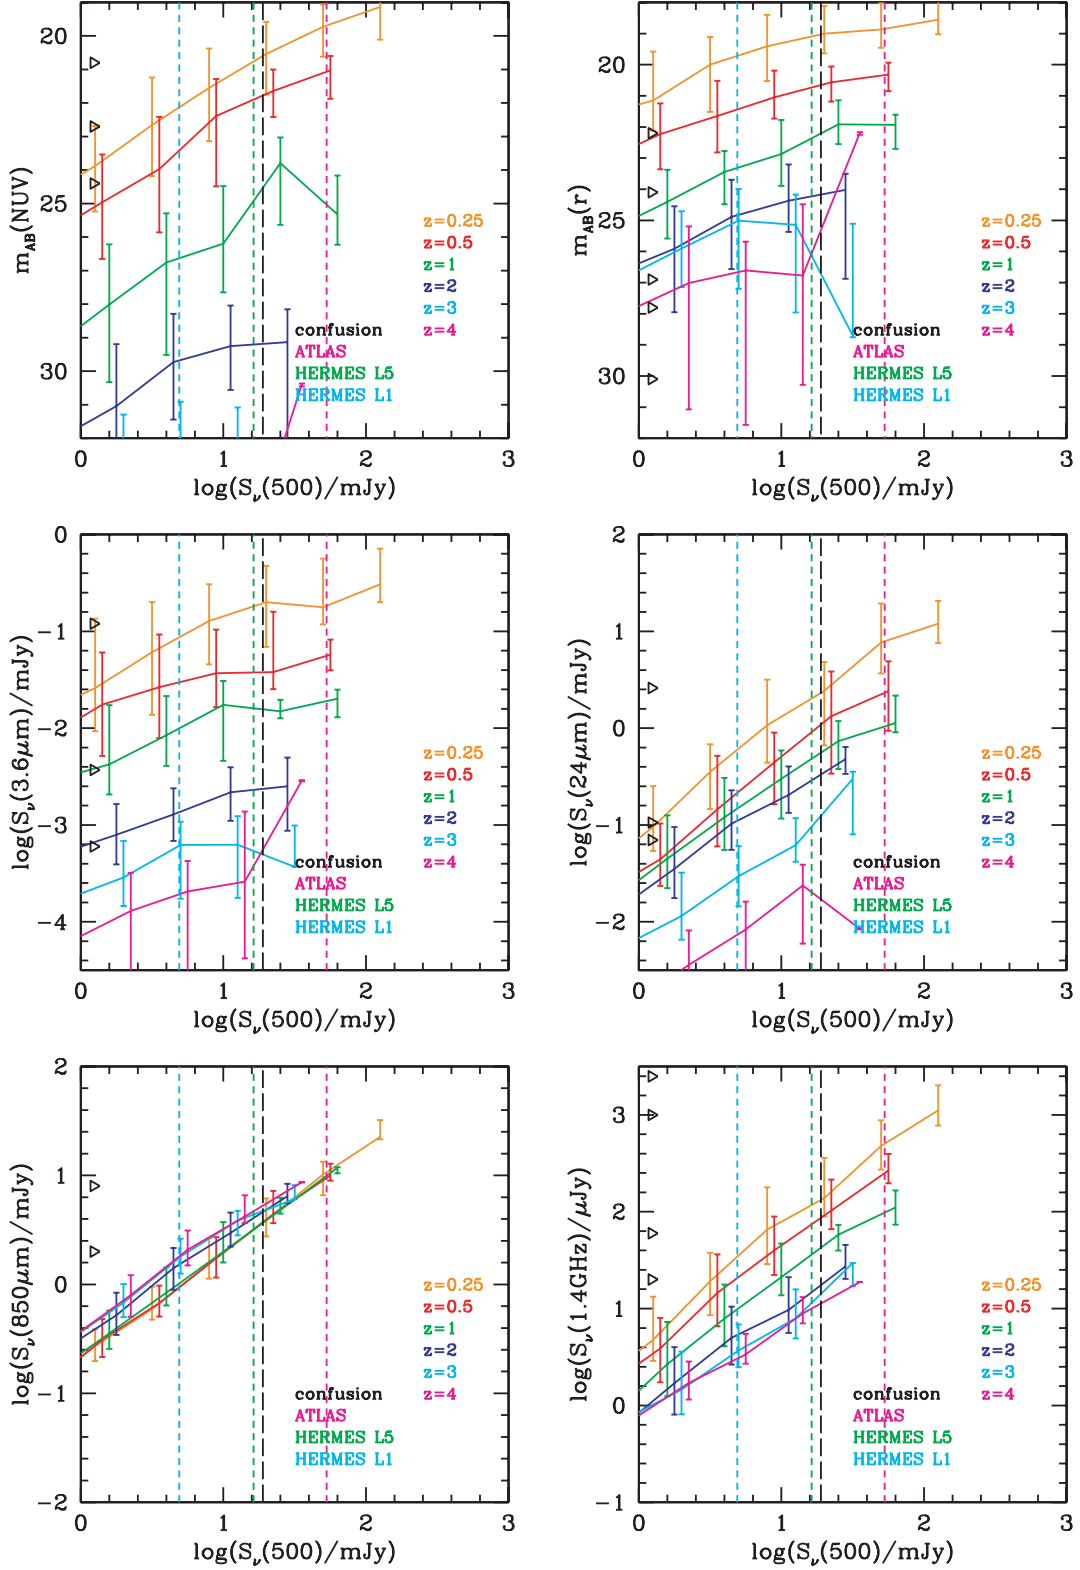 20
25
30
m_AB(NUV)
z=0.25
z=0.5
z=1
z=2
z=3
z=4
confusion
ATLAS
HERMES L5
HERMES L1
0 1 2 3
log(S_ν(500)/mJy)
20
25
30
m_AB(r)
z=0.25
z=0.5
z=1
z=2
z=3
z=4
confusion
ATLAS
HERMES L5
HERMES L1
0 1 2 3
log(S_ν(500)/mJy)
0
−1
−2
−3
−4
log(S_ν(3.6μm)/mJy)
z=0.25
z=0.5
z=1
z=2
z=3
z=4
confusion
ATLAS
HERMES L5
HERMES L1
0 1 2 3
log(S_ν(500)/mJy)
2
1
0
−1
−2
log(S_ν(24μm)/mJy)
z=0.25
z=0.5
z=1
z=2
z=3
z=4
confusion
ATLAS
HERMES L5
HERMES L1
0 1 2 3
log(S_ν(500)/mJy)
2
1
0
−1
−2
log(S_ν(850μm)/mJy)
z=0.25
z=0.5
z=1
z=2
z=3
z=4
confusion
ATLAS
HERMES L5
HERMES L1
0 1 2 3
log(S_ν(500)/mJy)
3
2
1
0
−1
log(S_ν(1.4GHz)/μJy)
z=0.25
z=0.5
z=1
z=2
z=3
z=4
confusion
ATLAS
HERMES L5
HERMES L1
0 1 2 3
log(S_ν(500)/mJy)